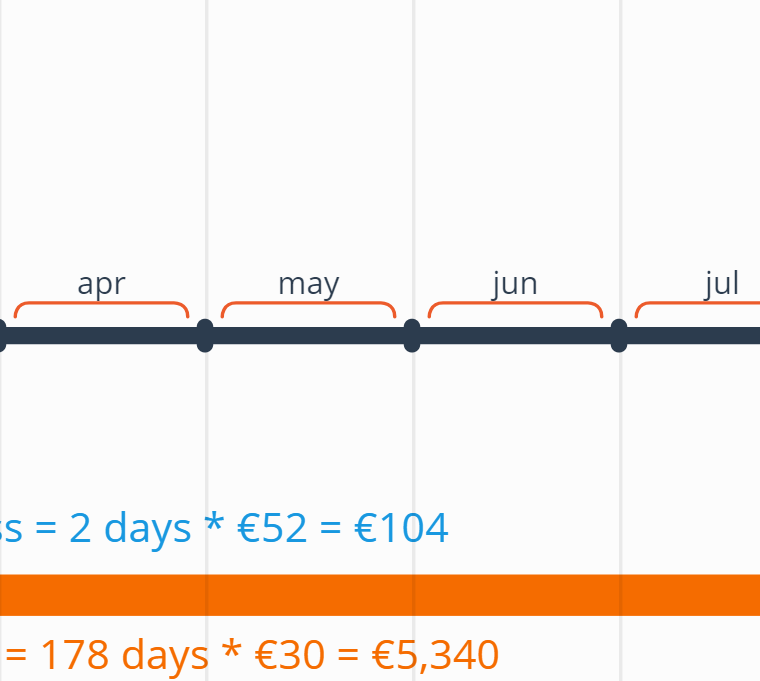 apr may jun jul
ss = 2 days * €52 = €104
= 178 days * €30 = €5,340